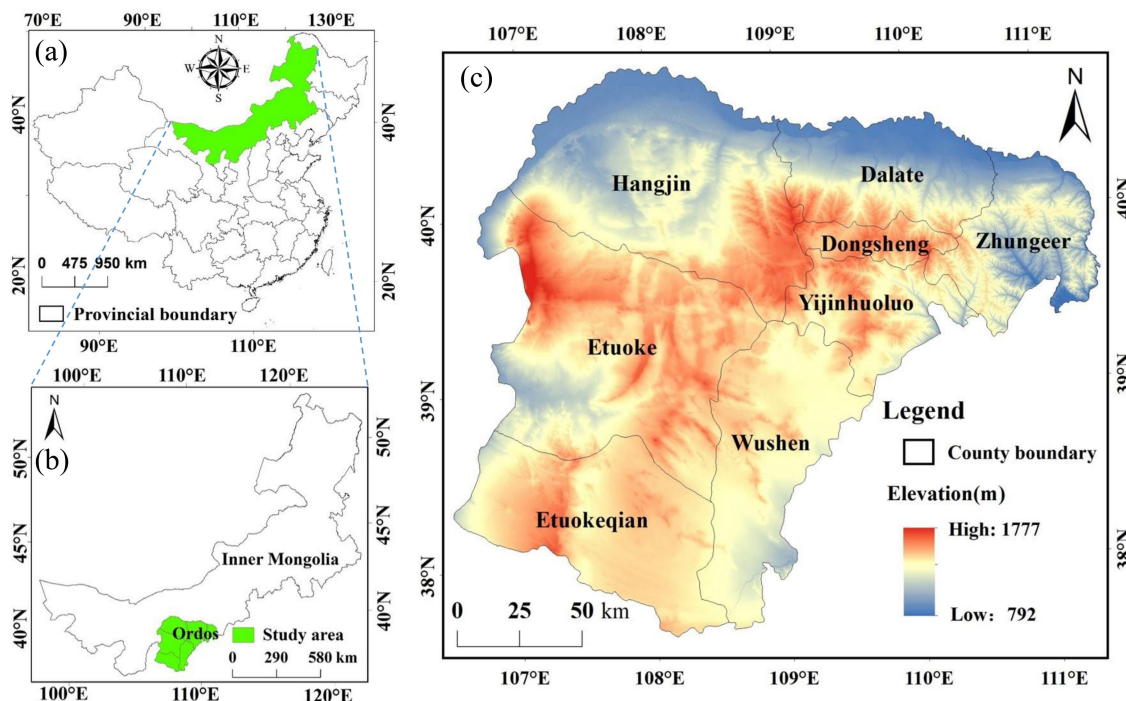 70°E 90°E 110°E 130°E
(a)
N
W E
S
40°N
40°N
20°N
20°N
0 475 950 km
Provincial boundary
90°E 110°E
100°E 110°E 120°E
N
(b)
50°N
50°N
45°N
45°N
40°N
40°N
Inner Mongolia
Ordos
Study area
0 290 580 km
100°E 110°E 120°E
107°E 108°E 109°E 110°E 111°E
(c)
N
Hangjin
Dalate
40°N
40°N
Dongsheng
Zhungeer
Yijinhuoluo
Etuoke
39°N
39°N
Legend
Wushen
County boundary
Elevation(m)
Etuokeqian
High: 1777
38°N
38°N
0 25 50 km
Low: 792
107°E 108°E 109°E 110°E 111°E